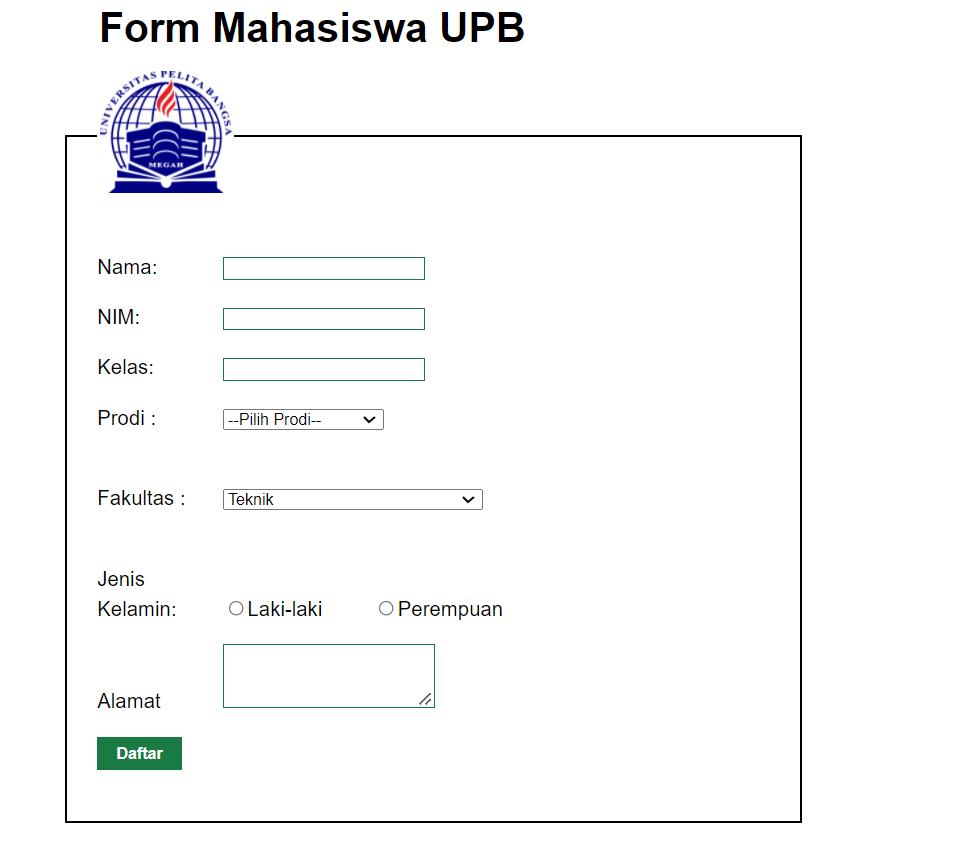 Form Mahasiswa UPB
UNIVERSITAS PELITA BANGSA
MEGAH
Nama:
NIM:
Kelas:
Prodi : --Pilih Prodi--
Fakultas : Teknik
Jenis
Kelamin: Laki-laki Perempuan
Alamat
Daftar